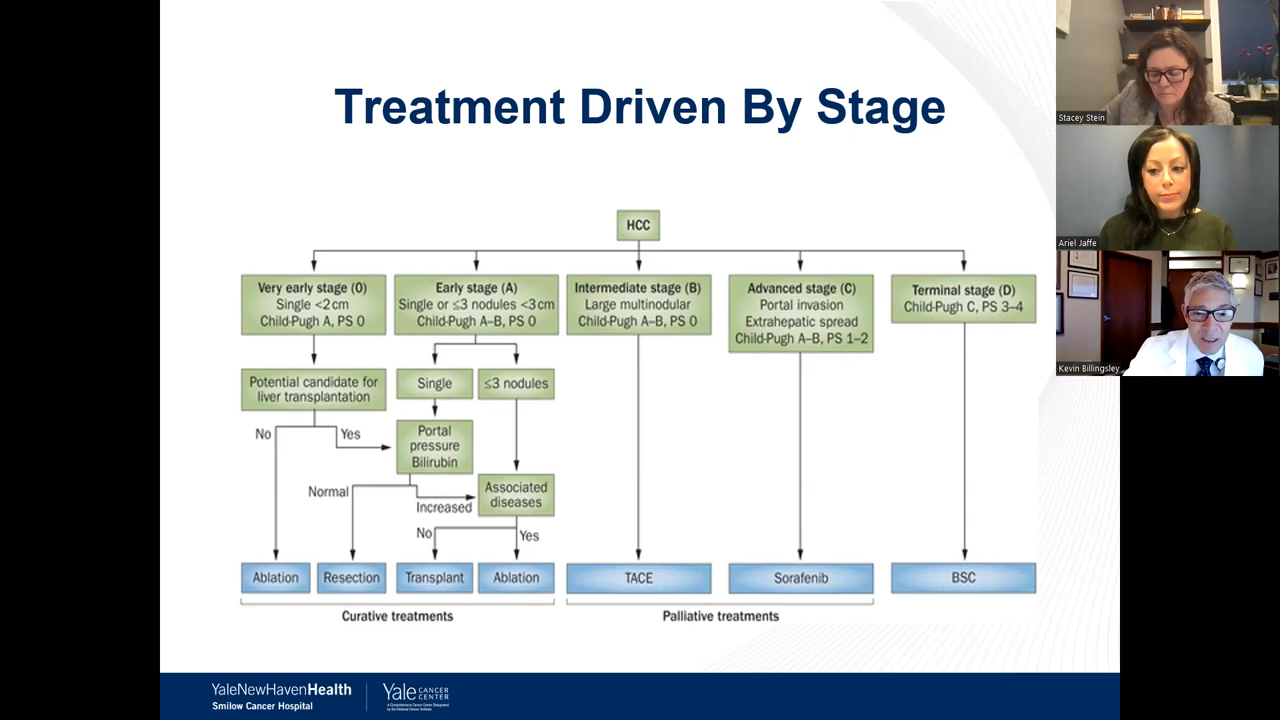 Treatment Driven By Stage
HCC
Very early stage (0)
Single <2 cm
Child-Pugh A, PS 0
Early stage (A)
Single or ≤3 nodules <3 cm
Child-Pugh A–B, PS 0
Intermediate stage (B)
Large multinodular
Child-Pugh A–B, PS 0
Advanced stage (C)
Portal invasion
Extrahepatic spread
Child-Pugh A–B, PS 1–2
Terminal stage (D)
Child-Pugh C, PS 3–4
Potential candidate for
liver transplantation
Single
≤3 nodules
No
Yes
Portal
pressure
Bilirubin
Normal
Increased
Associated
diseases
No
Yes
Ablation
Resection
Transplant
Ablation
TACE
Sorafenib
BSC
Curative treatments
Palliative treatments
YaleNewHavenHealth
Smilow Cancer Hospital
Yale CANCER
CENTER
A Comprehensive Cancer Center Designated
by the National Cancer Institute
Stacey Stein
Ariel Jaffe
Kevin Billingsley